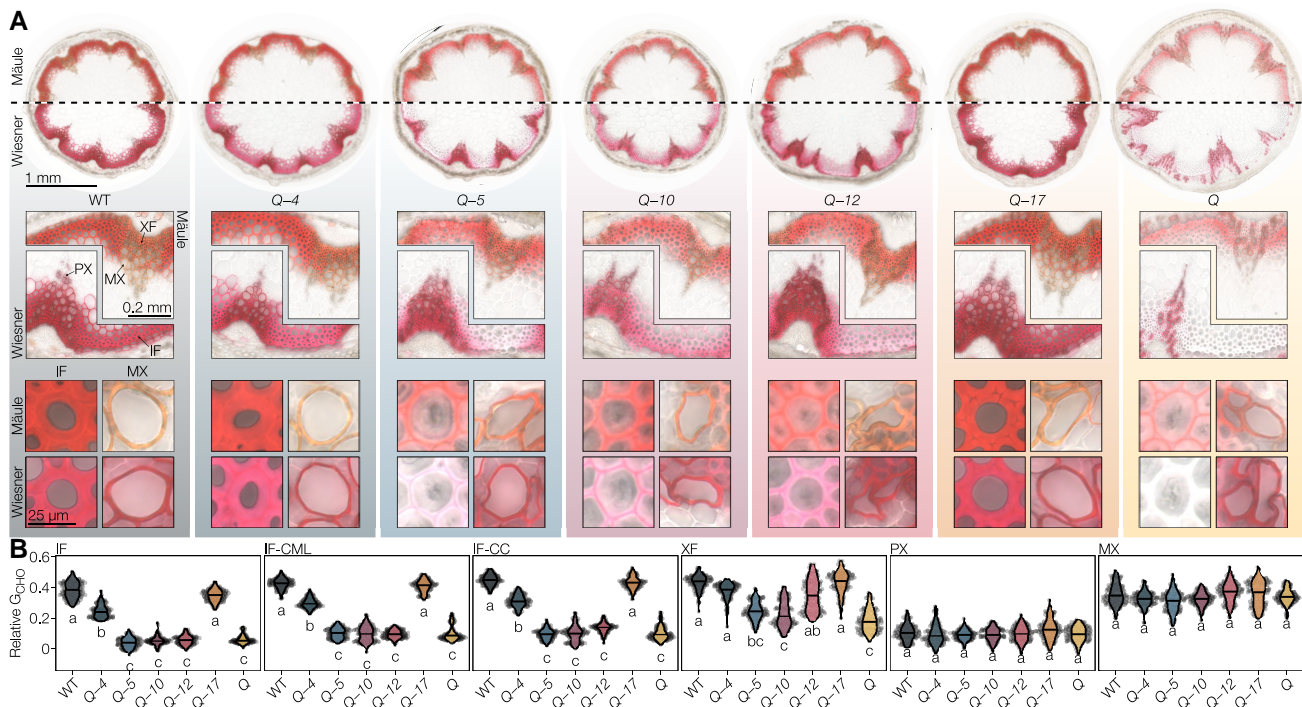 A
Mäule
Wiesner
1 mm
WT
Q–4
Q–5
Q–10
Q–12
Q–17
Q
XF
Mäule
PX
MX
0.2 mm
Wiesner
IF
IF
MX
Mäule
Wiesner
25 µm
B
IF
IF-CML
IF-CC
XF
PX
MX
Relative GCHO
0.6
0.4
0.2
0
a
b
c
c
c
a
c
a
b
c
c
c
a
c
a
b
c
c
c
a
c
a
a
bc
c
ab
a
c
a
a
a
a
a
a
a
a
a
a
a
a
a
a
WT
Q–4
Q–5
Q–10
Q–12
Q–17
Q
WT
Q–4
Q–5
Q–10
Q–12
Q–17
Q
WT
Q–4
Q–5
Q–10
Q–12
Q–17
Q
WT
Q–4
Q–5
Q–10
Q–12
Q–17
Q
WT
Q–4
Q–5
Q–10
Q–12
Q–17
Q
WT
Q–4
Q–5
Q–10
Q–12
Q–17
Q